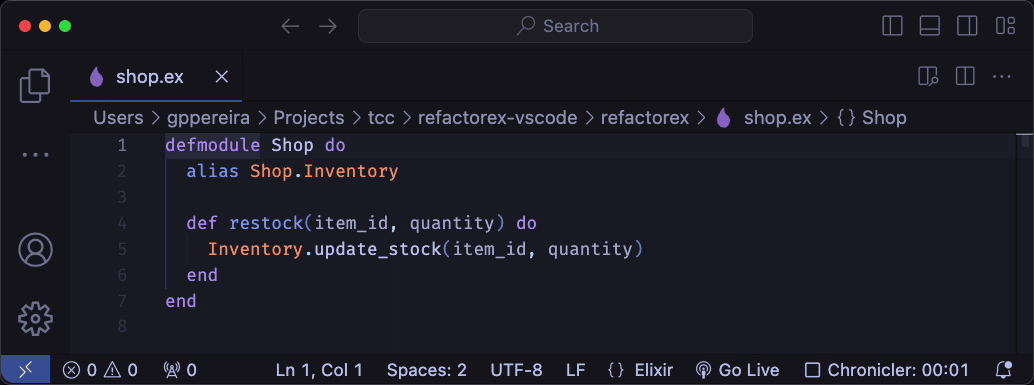 Search
shop.ex
Users > gppereira > Projects > tcc > refactorex-vscode > refactorex > shop.ex > {} Shop
1 defmodule Shop do
2   alias Shop.Inventory
3
4   def restock(item_id, quantity) do
5     Inventory.update_stock(item_id, quantity)
6   end
7 end
8
0 0 0 Ln 1, Col 1 Spaces: 2 UTF-8 LF {} Elixir Go Live Chronicler: 00:01